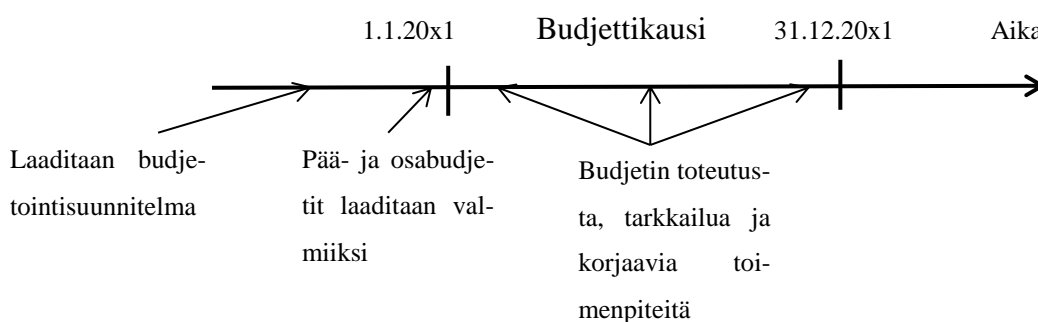 1.1.20x1 Budjettikausi 31.12.20x1 Aika
Laaditaan budje-
tointisuunnitelma
Pää- ja osabudje-
tit laaditaan val-
miiksi
Budjetin toteutus-
ta, tarkkailua ja
korjaavia toi-
menpiteitä